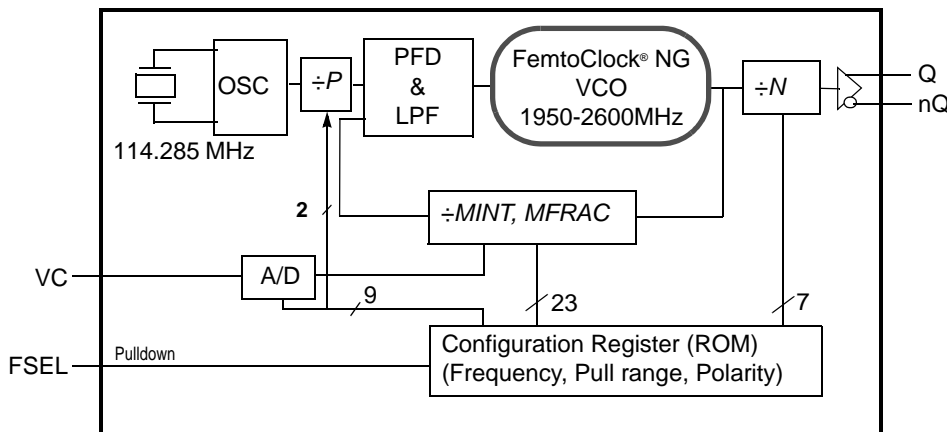 PFD
&
LPF
FemtoClock® NG
VCO
1950-2600MHz
OSC
÷P
÷N
Q
nQ
114.285 MHz
2
÷MINT, MFRAC
VC
A/D
9
23
7
FSEL
Pulldown
Configuration Register (ROM)
(Frequency, Pull range, Polarity)